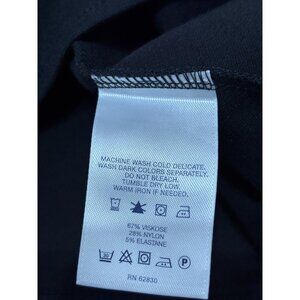 MACHINE WASH COLD DELICATE.
WASH DARK COLORS SEPARATELY.
DO NOT BLEACH.
TUMBLE DRY LOW.
WARM IRON IF NEEDED.
67% VISKOSE
28% NYLON
5% ELASTANE
RN 62830